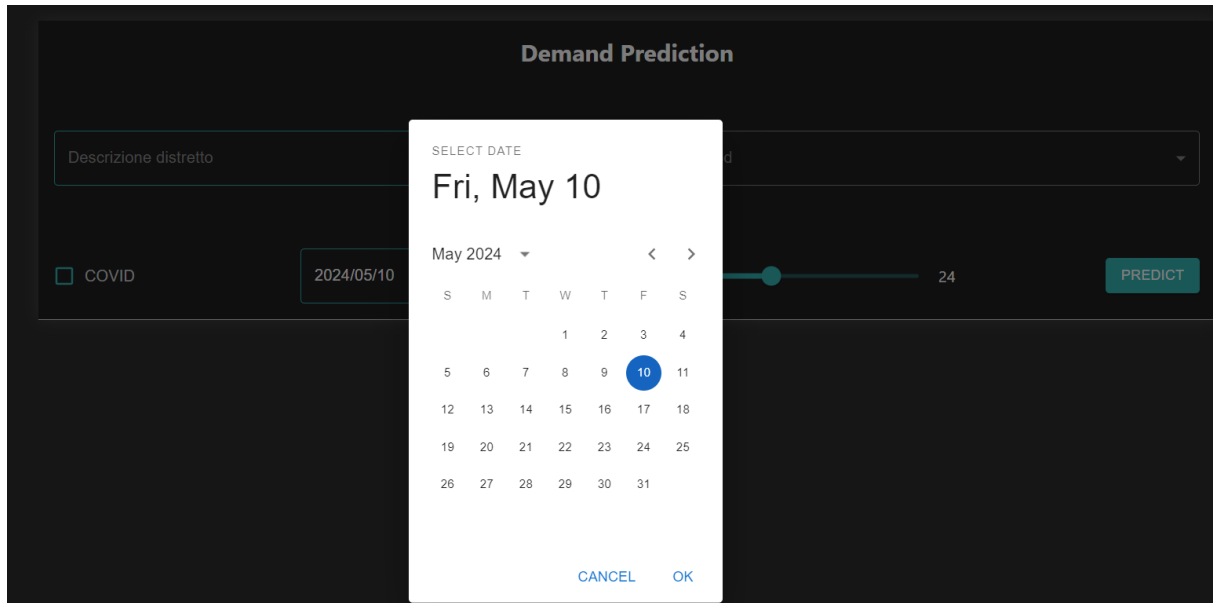 Demand Prediction
Descrizione distretto
d
SELECT DATE
Fri, May 10
May 2024
COVID
2024/05/10
24
PREDICT
S M T W T F S
1 2 3 4
5 6 7 8 9 10 11
12 13 14 15 16 17 18
19 20 21 22 23 24 25
26 27 28 29 30 31
CANCEL OK